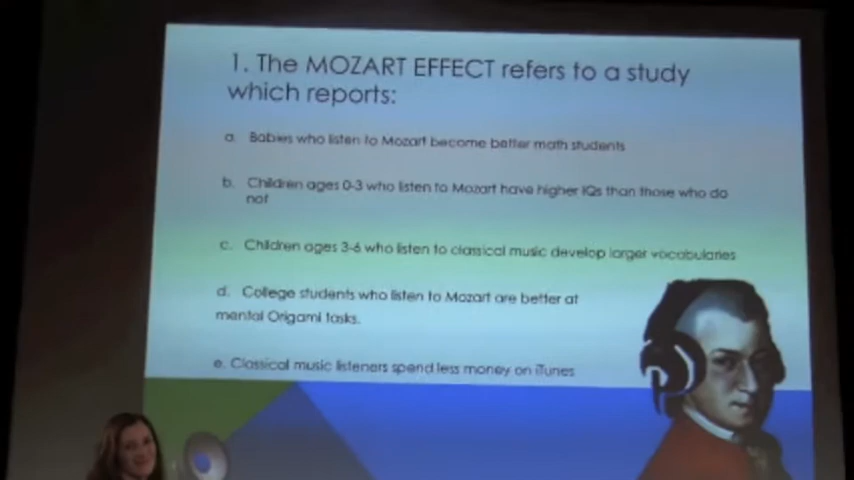 1. The MOZART EFFECT refers to a study
which reports:
a. Babies who listen to Mozart become better math students
b. Children ages 0-3 who listen to Mozart have higher IQs than those who do
not
c. Children ages 3-6 who listen to classical music develop larger vocabularies
d. College students who listen to Mozart are better at
mental Origami tasks.
e. Classical music listeners spend less money on iTunes